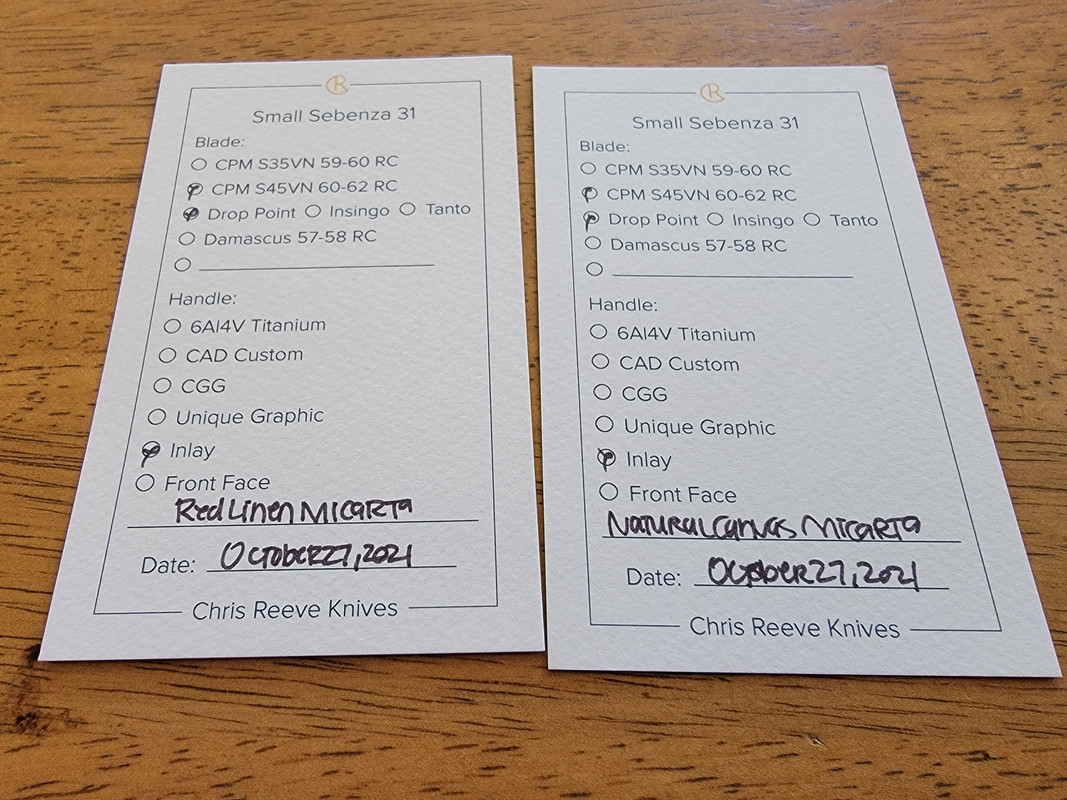 CR
Small Sebenza 31
Blade:
CPM S35VN 59-60 RC
CPM S45VN 60-62 RC
Drop Point Insingo Tanto
Damascus 57-58 RC
Handle:
6Al4V Titanium
CAD Custom
CGG
Unique Graphic
Inlay
Front Face
Red Linen Micarta
Date: October 27, 2021
Chris Reeve Knives
CR
Small Sebenza 31
Blade:
CPM S35VN 59-60 RC
CPM S45VN 60-62 RC
Drop Point Insingo Tanto
Damascus 57-58 RC
Handle:
6Al4V Titanium
CAD Custom
CGG
Unique Graphic
Inlay
Front Face
Natural Canvas Micarta
Date: October 27, 2021
Chris Reeve Knives